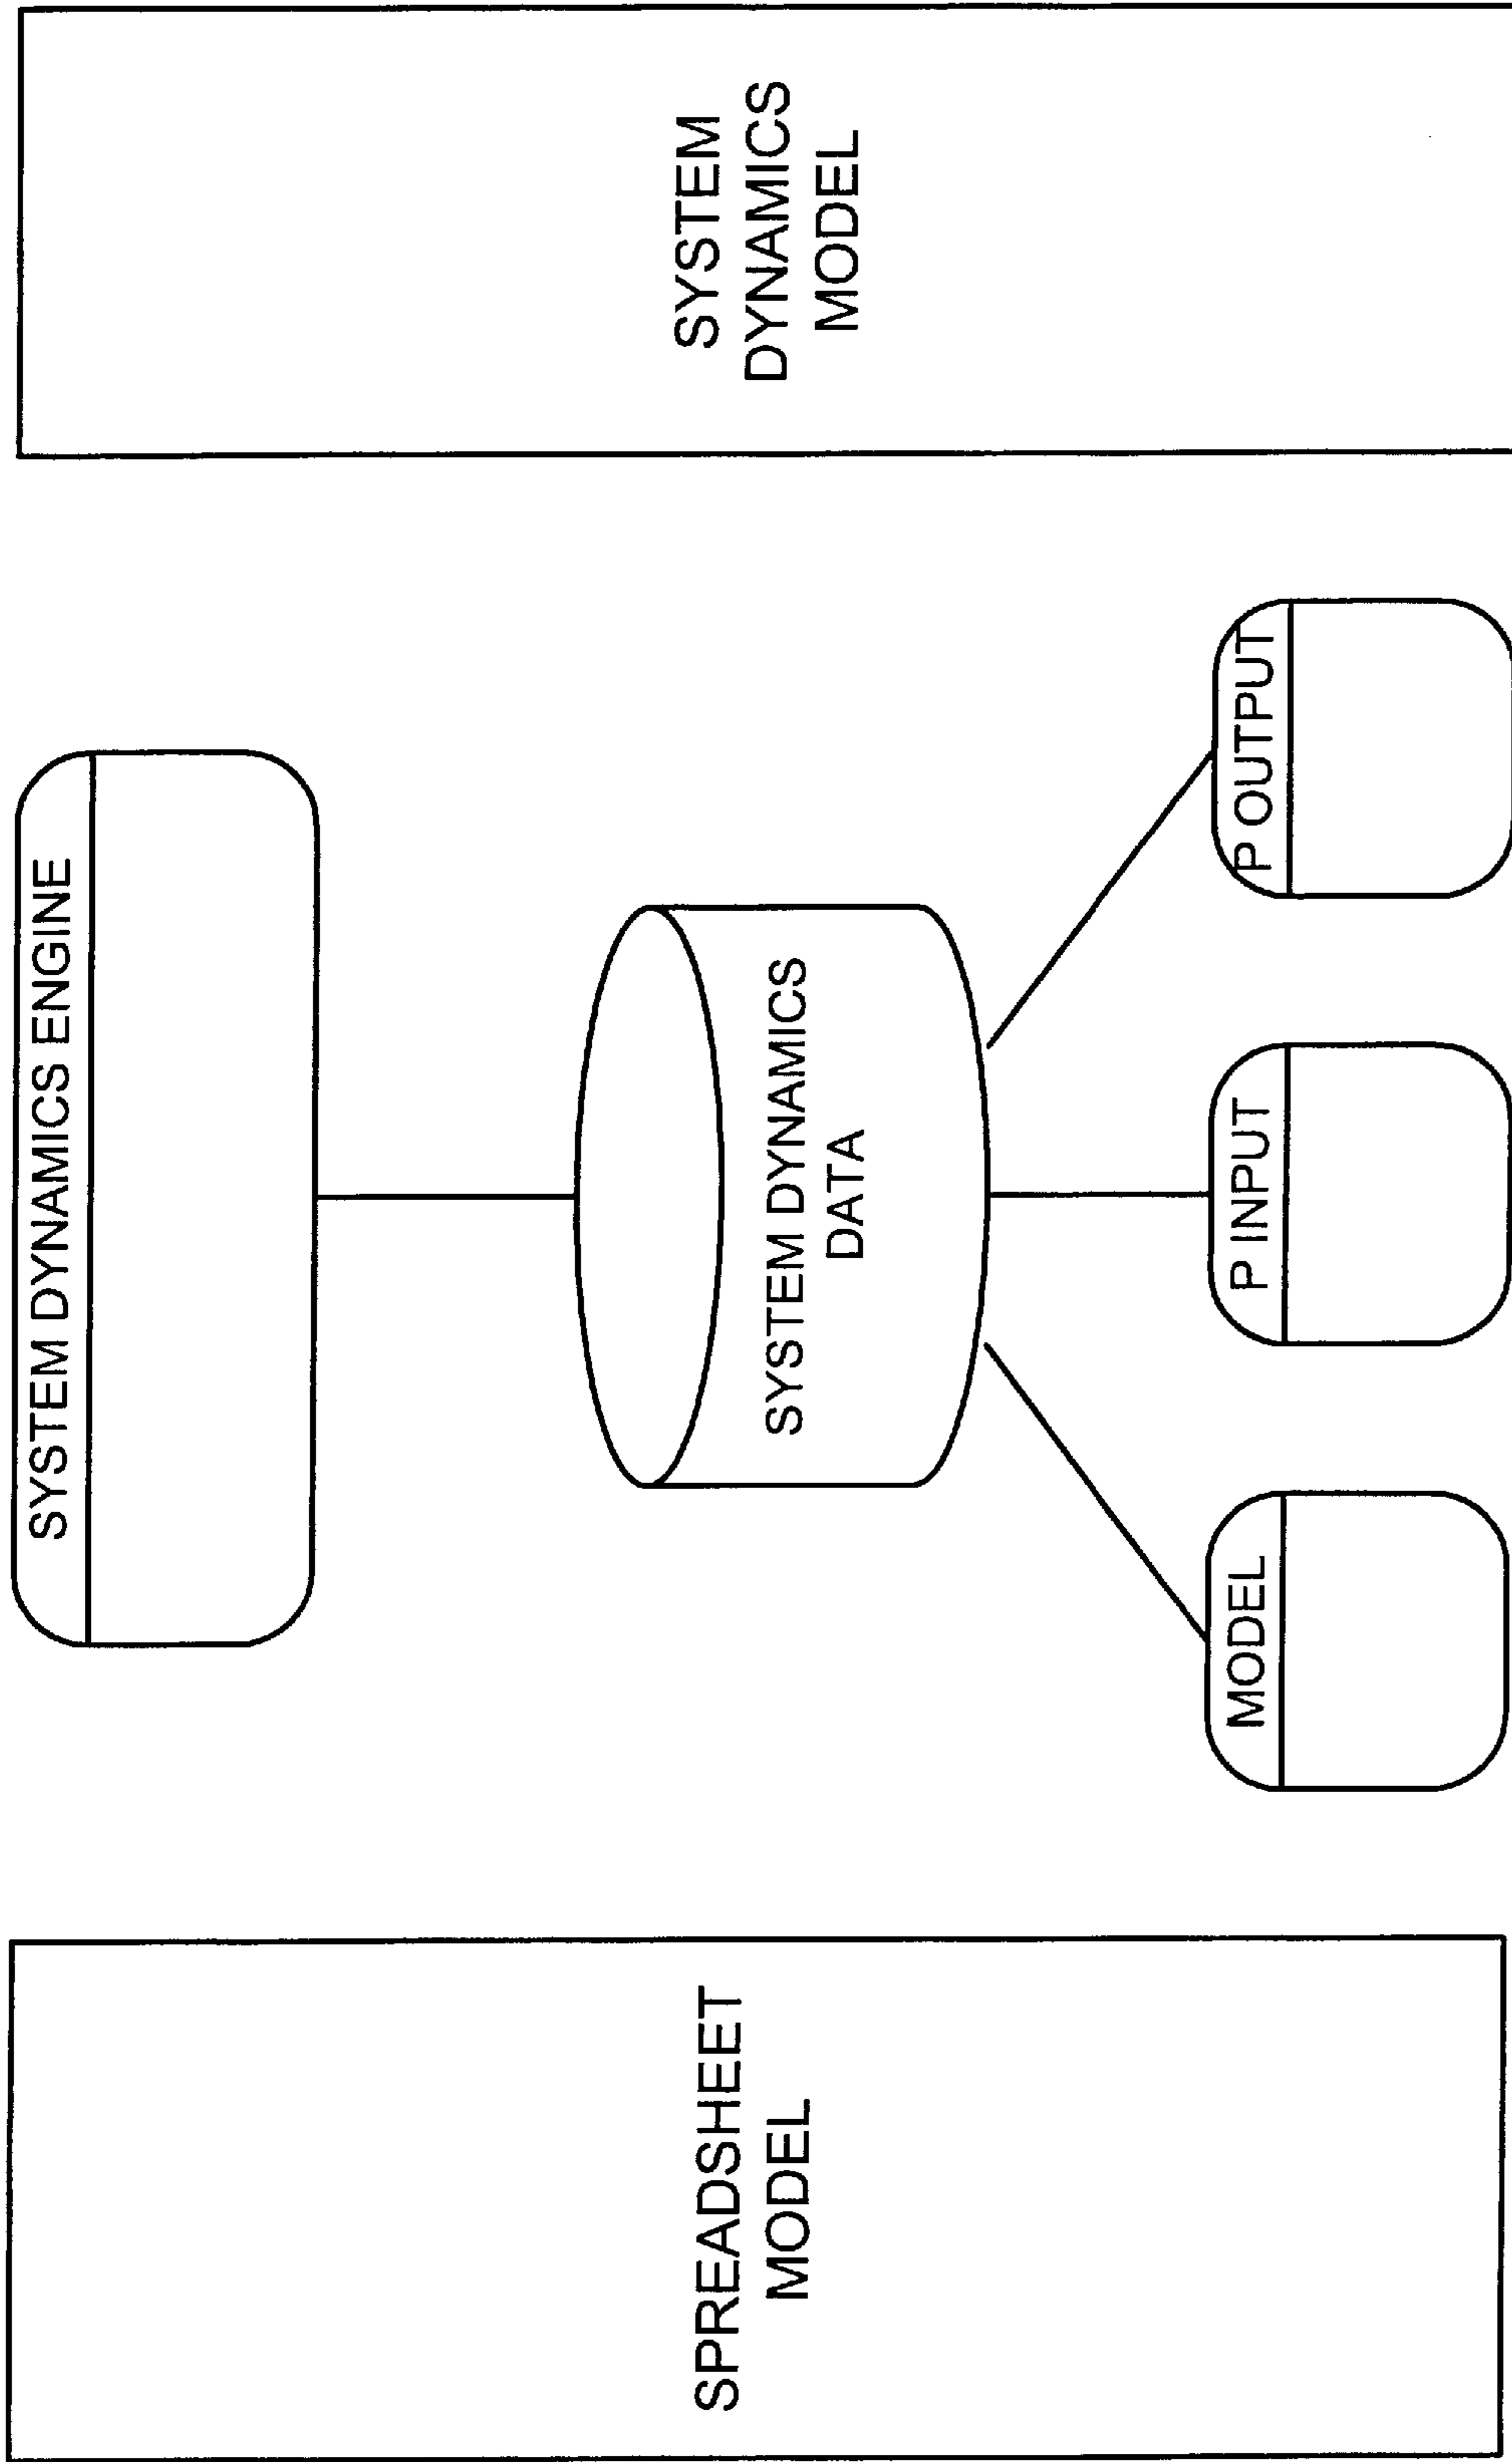 SPREADSHEET
MODEL
SYSTEM DYNAMICS ENGINE
SYSTEM DYNAMICS
DATA
MODEL
P INPUT
P OUTPUT
SYSTEM
DYNAMICS
MODEL